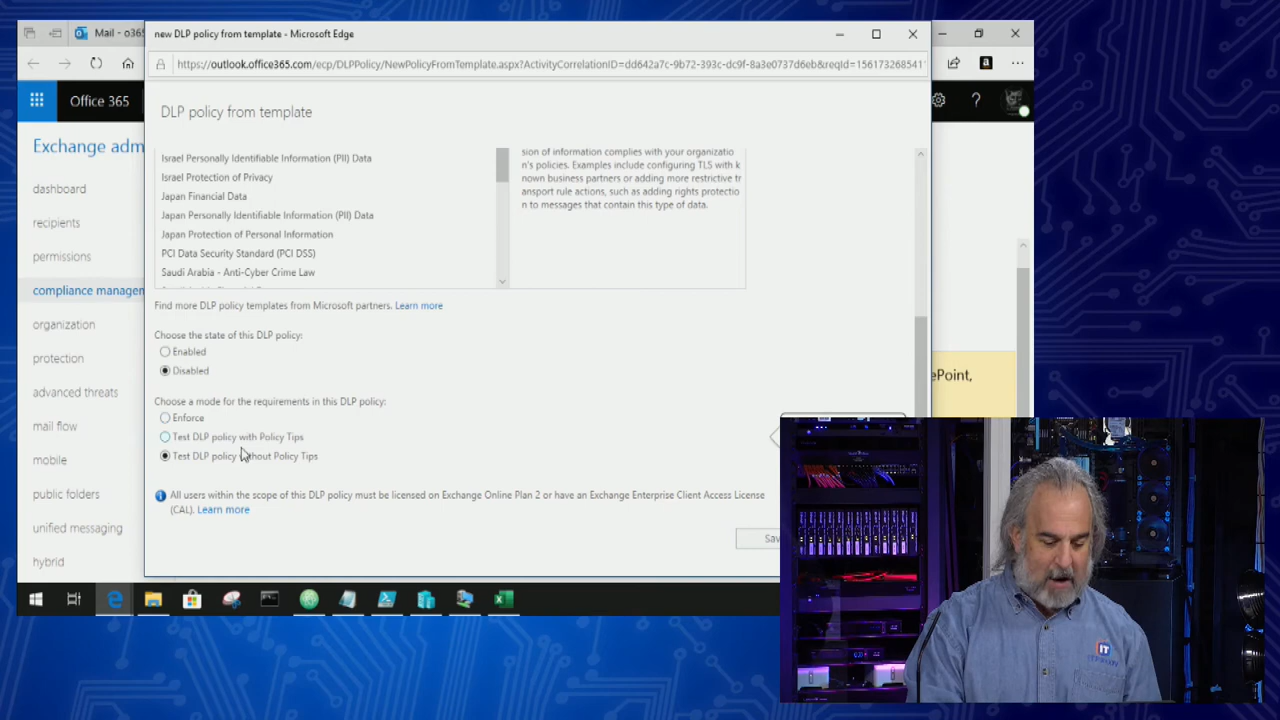 Mail - o365
new DLP policy from template - Microsoft Edge
https://outlook.office365.com/ecp/DLPPolicy/NewPolicyFromTemplate.aspx?ActivityCorrelationID=dd642a7c-9b72-393c-dc9f-8a3e0737d6eb&reqId=156173268541
Office 365
DLP policy from template
Exchange adm
dashboard
recipients
permissions
compliance managem
organization
protection
advanced threats
mail flow
mobile
public folders
unified messaging
hybrid
Israel Personally Identifiable Information (PII) Data
Israel Protection of Privacy
Japan Financial Data
Japan Personally Identifiable Information (PII) Data
Japan Protection of Personal Information
PCI Data Security Standard (PCI DSS)
Saudi Arabia - Anti-Cyber Crime Law
sion of information complies with your organizatio
n's policies. Examples include configuring TLS with k
nown business partners or adding more restrictive tr
ansport rule actions, such as adding rights protectio
n to messages that contain this type of data.
Find more DLP policy templates from Microsoft partners. Learn more
Choose the state of this DLP policy:
Enabled
Disabled
Choose a mode for the requirements in this DLP policy:
Enforce
Test DLP policy with Policy Tips
Test DLP policy without Policy Tips
All users within the scope of this DLP policy must be licensed on Exchange Online Plan 2 or have an Exchange Enterprise Client Access License
(CAL). Learn more
Sav
ePoint,
IT